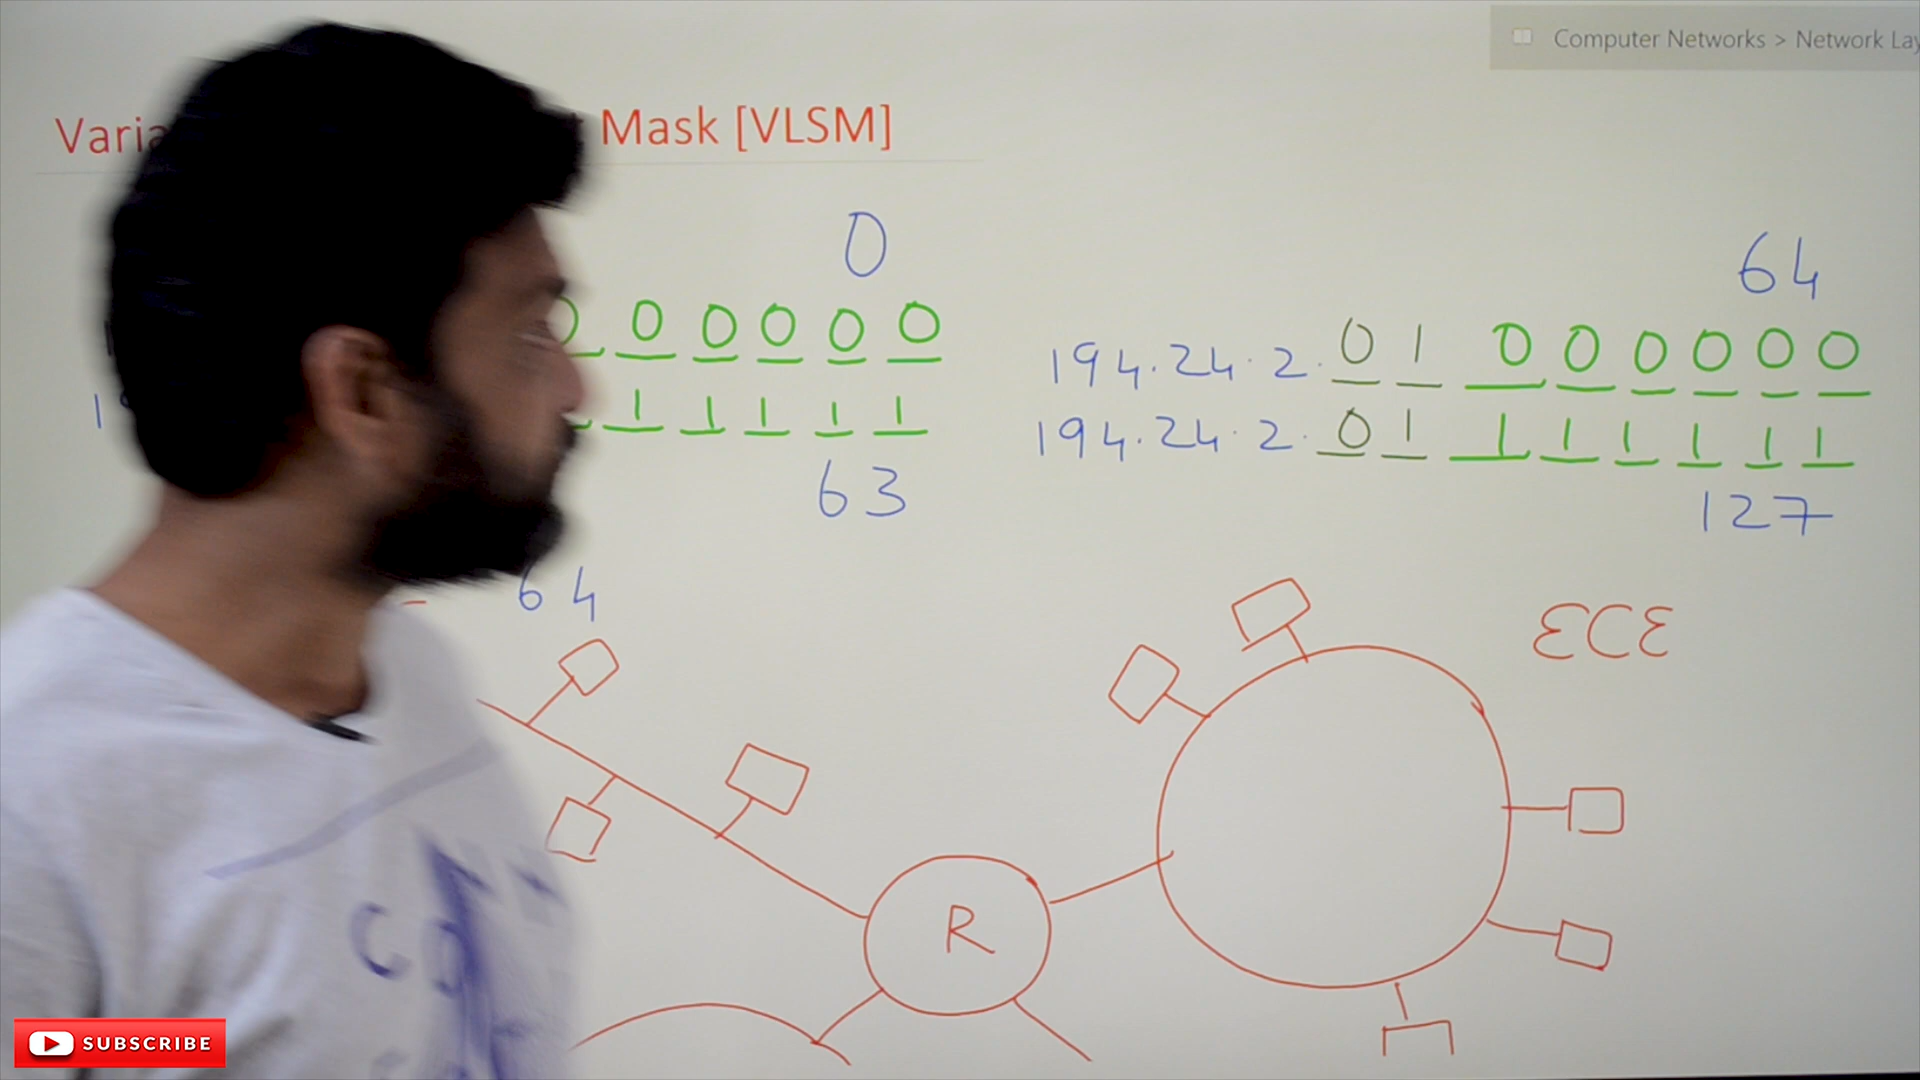 Computer Networks > Network Lay
Mask [VLSM]
0
0 0 0 0 0 0
1 1 1 1 1
63
64
194.24.2. 0 1 0 0 0 0 0 0
194.24.2. 0 1 1 1 1 1 1 1
127
64
ECE
R
SUBSCRIBE